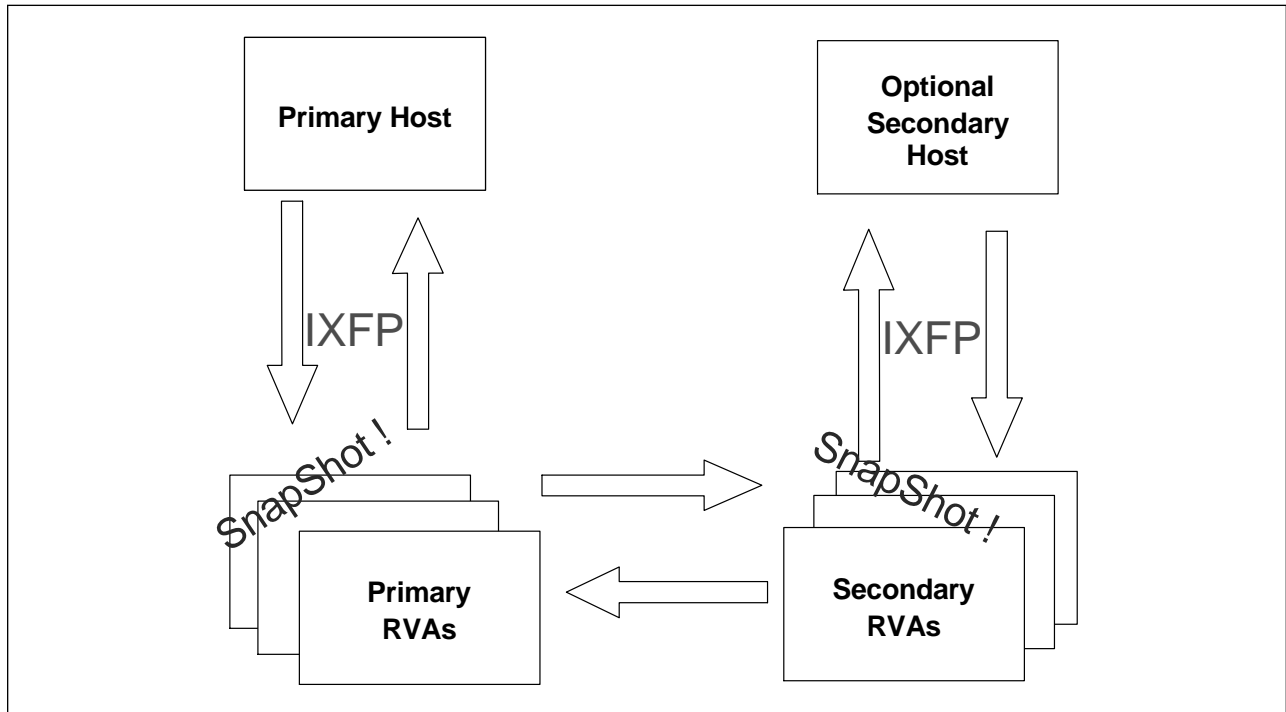 Primary Host
Optional
Secondary
Host
IXFP
IXFP
SnapShot !
SnapShot !
Primary
RVAs
Secondary
RVAs